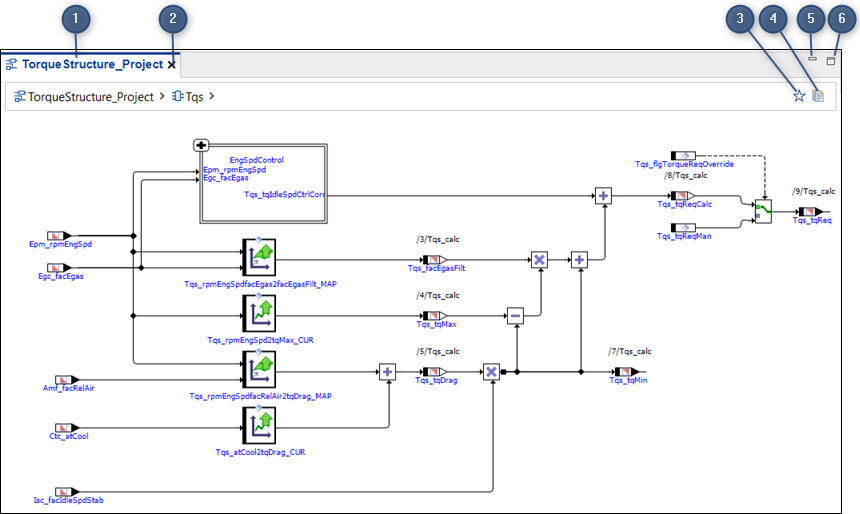 1
2
3
4
5
6
TorqueStructure_Project
TorqueStructure_Project > Tqs >
EngSpdControl
Epm_rpmEngSpd
Egc_facEgas
Tqs_tqIdleSpdCtrlCorr
Tqs_flgTorqueReqOverride
/8/Tqs_calc
Tqs_tqReqCalc
/9/Tqs_calc
Tqs_tqReq
Tqs_tqReqMan
Epm_rpmEngSpd
Egc_facEgas
/3/Tqs_calc
Tqs_facEgasFilt
Tqs_rpmEngSpdfacEgas2facEgasFilt_MAP
/4/Tqs_calc
Tqs_tqMax
Tqs_rpmEngSpd2tqMax_CUR
/5/Tqs_calc
Tqs_tqDrag
/7/Tqs_calc
Tqs_tqMin
Amf_facRelAir
Tqs_rpmEngSpdfacRelAir2tqDrag_MAP
Ctc_atCool
Tqs_atCool2tqDrag_CUR
Isc_facIdleSpdStab